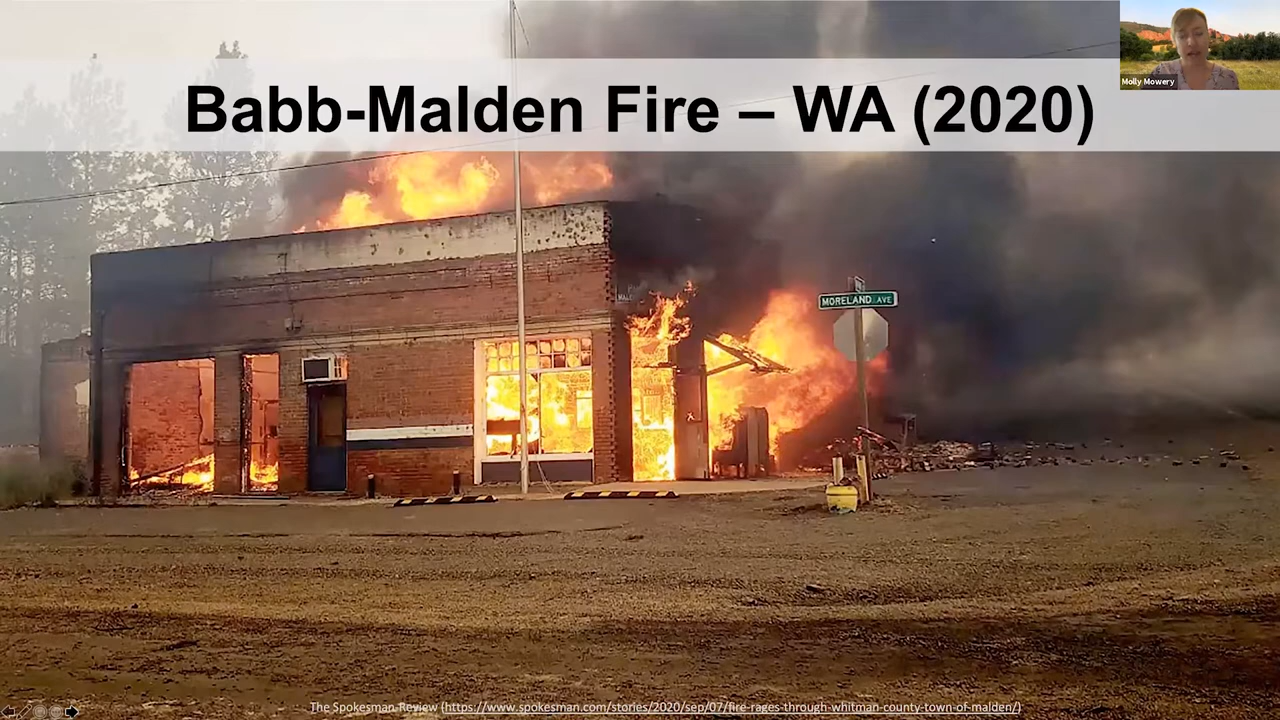 Babb-Malden Fire – WA (2020)
Molly Mowery
MORELAND AVE
The Spokesman Review (https://www.spokesman.com/stories/2020/sep/07/fire-rages-through-whitman-county-town-of-malden/)